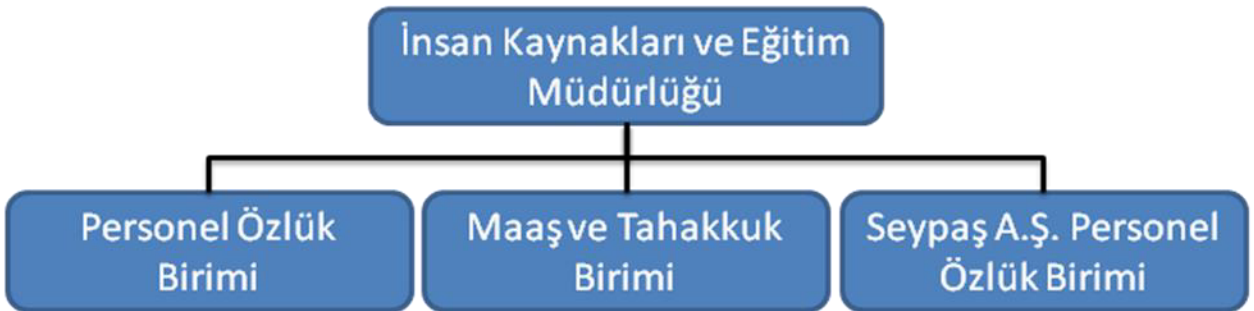 İnsan Kaynakları ve Eğitim
Müdürlüğü
Personel Özlük
Birimi
Maaş ve Tahakkuk
Birimi
Seypaş A.Ş. Personel
Özlük Birimi